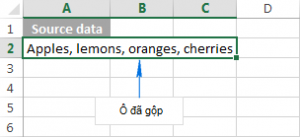 A B C D
1 Source data
2 Apples, lemons, oranges, cherries
3
4 Ô đã gộp
5
6